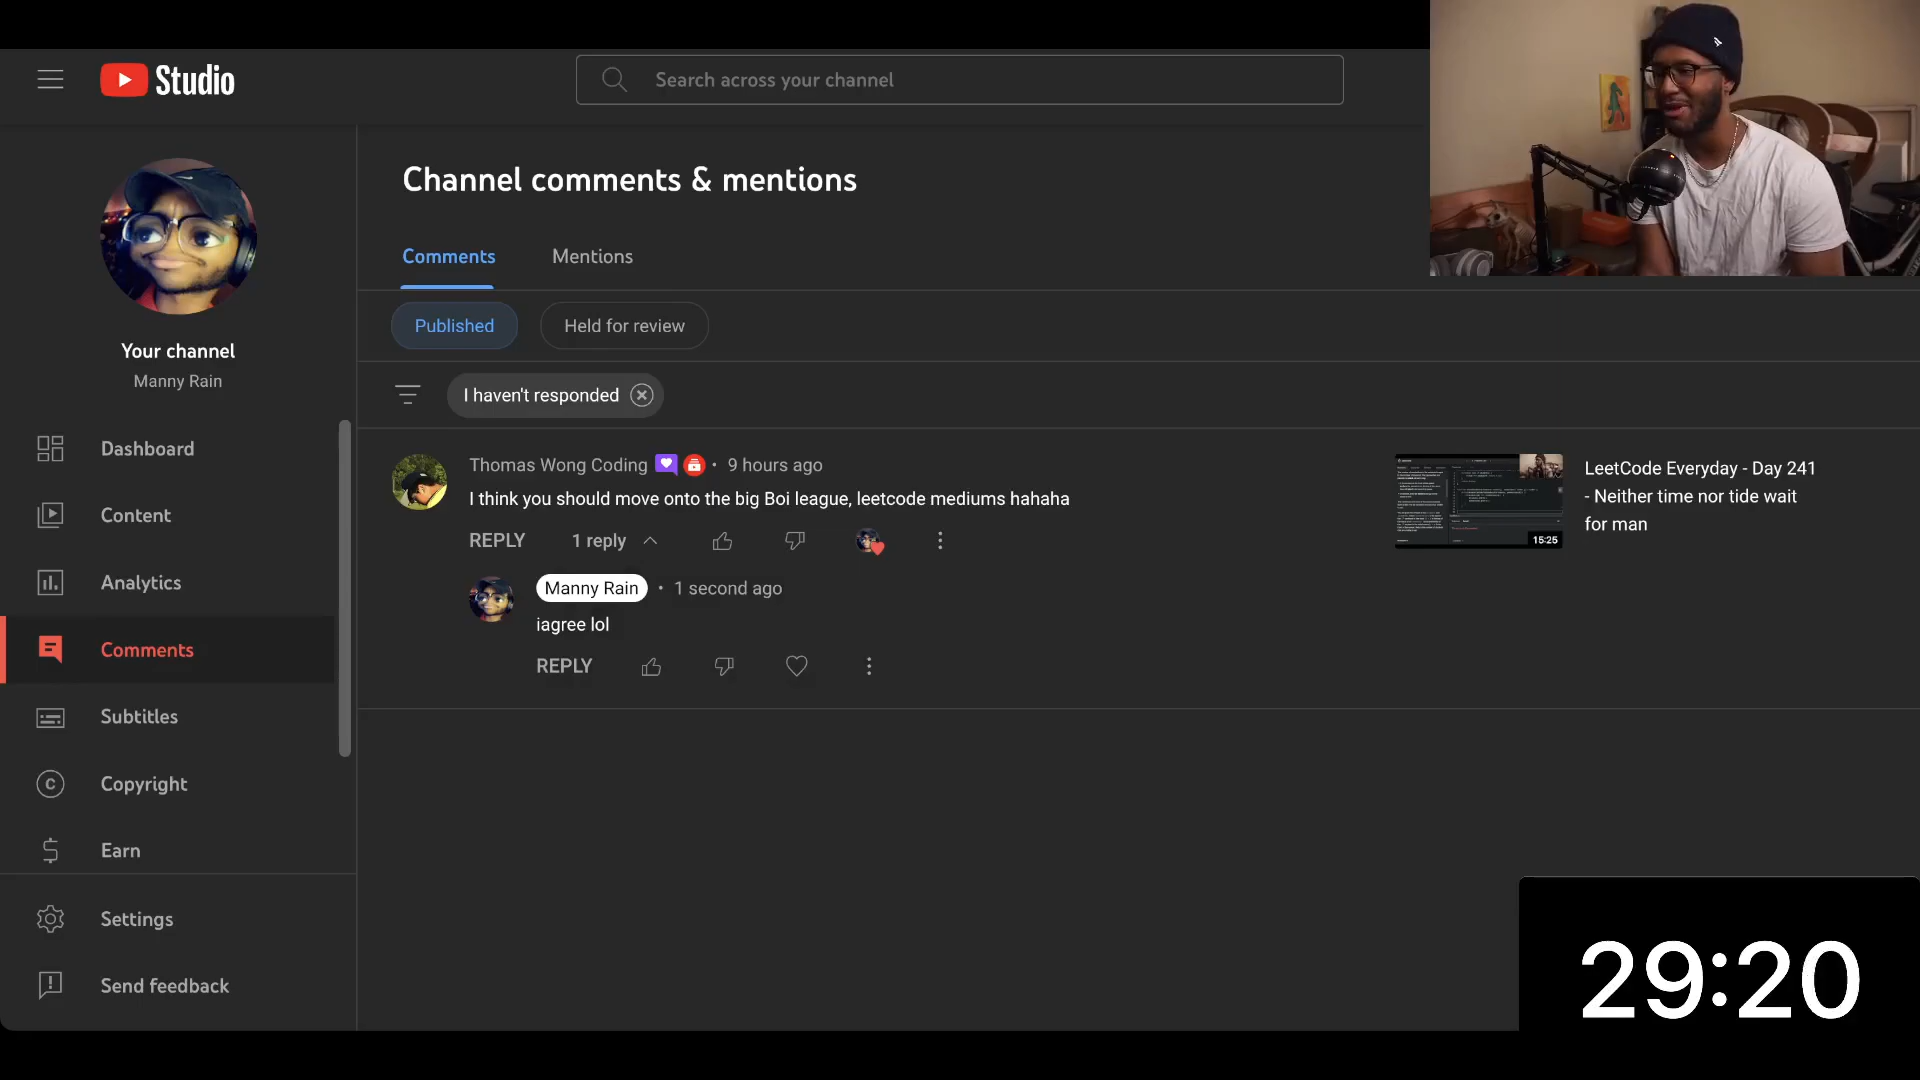 Studio
Search across your channel
Your channel
Manny Rain
Dashboard
Content
Analytics
Comments
Subtitles
Copyright
Earn
Settings
Send feedback
Channel comments & mentions
Comments
Mentions
Published
Held for review
I haven't responded
Thomas Wong Coding • 9 hours ago
I think you should move onto the big Boi league, leetcode mediums hahaha
REPLY
1 reply
Manny Rain • 1 second ago
iagree lol
REPLY
15:25
LeetCode Everyday - Day 241
- Neither time nor tide wait
for man
29:20